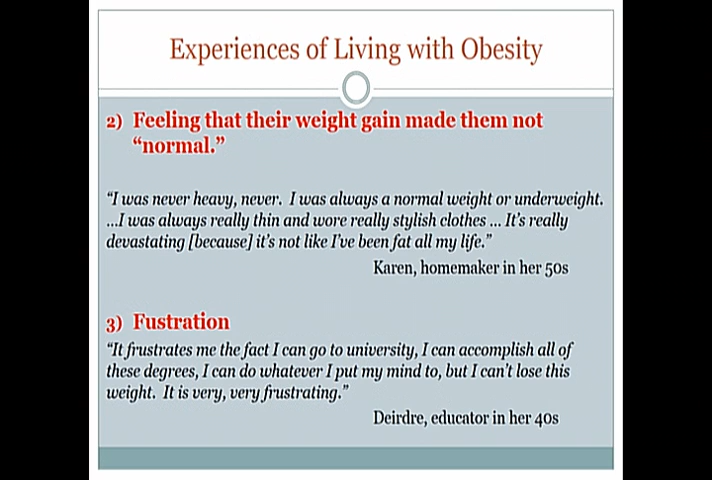 Experiences of Living with Obesity
2) Feeling that their weight gain made them not
“normal.”
“I was never heavy, never. I was always a normal weight or underweight.
...I was always really thin and wore really stylish clothes ... It’s really
devastating [because] it’s not like I’ve been fat all my life.”
Karen, homemaker in her 50s
3) Fustration
“It frustrates me the fact I can go to university, I can accomplish all of
these degrees, I can do whatever I put my mind to, but I can’t lose this
weight. It is very, very frustrating.”
Deirdre, educator in her 40s